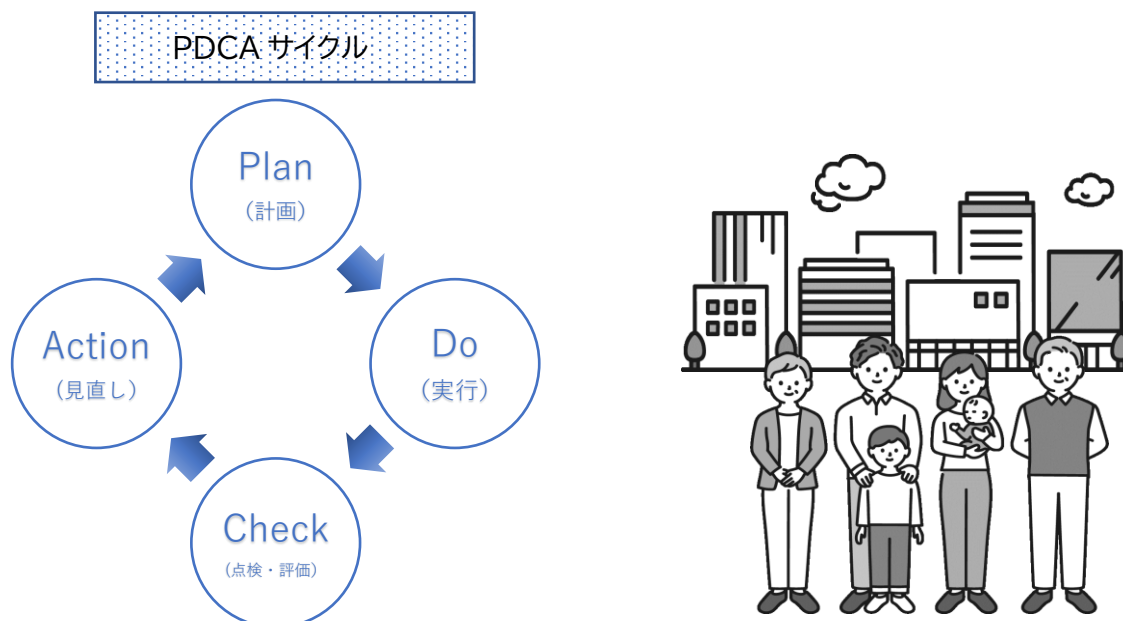 PDCA サイクル
Plan
（計画）
Do
（実行）
Check
（点検・評価）
Action
（見直し）